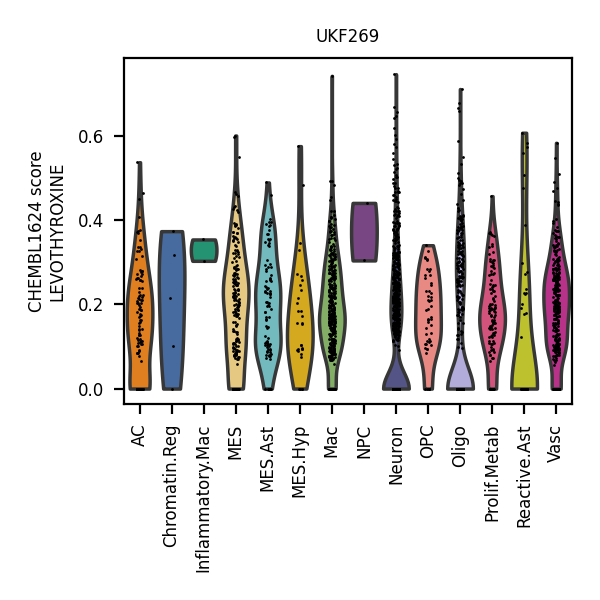 UKF269
CHEMBL1624 score
LEVOTHYROXINE
0.6
0.4
0.2
0.0
AC
Chromatin.Reg
Inflammatory.Mac
MES
MES.Ast
MES.Hyp
Mac
NPC
Neuron
OPC
Oligo
Prolif.Metab
Reactive.Ast
Vasc